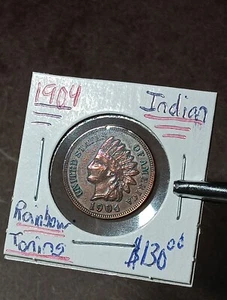 1904
Indian
UNITED STATES OF AMERICA
1904
Rainbow
Toning
$130.00